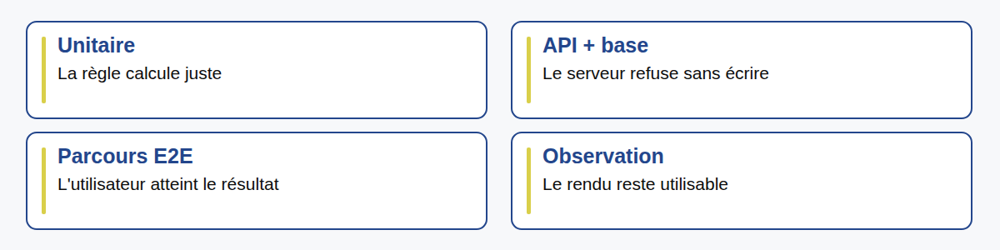 Unitaire
La règle calcule juste
API + base
Le serveur refuse sans écrire
Parcours E2E
L'utilisateur atteint le résultat
Observation
Le rendu reste utilisable